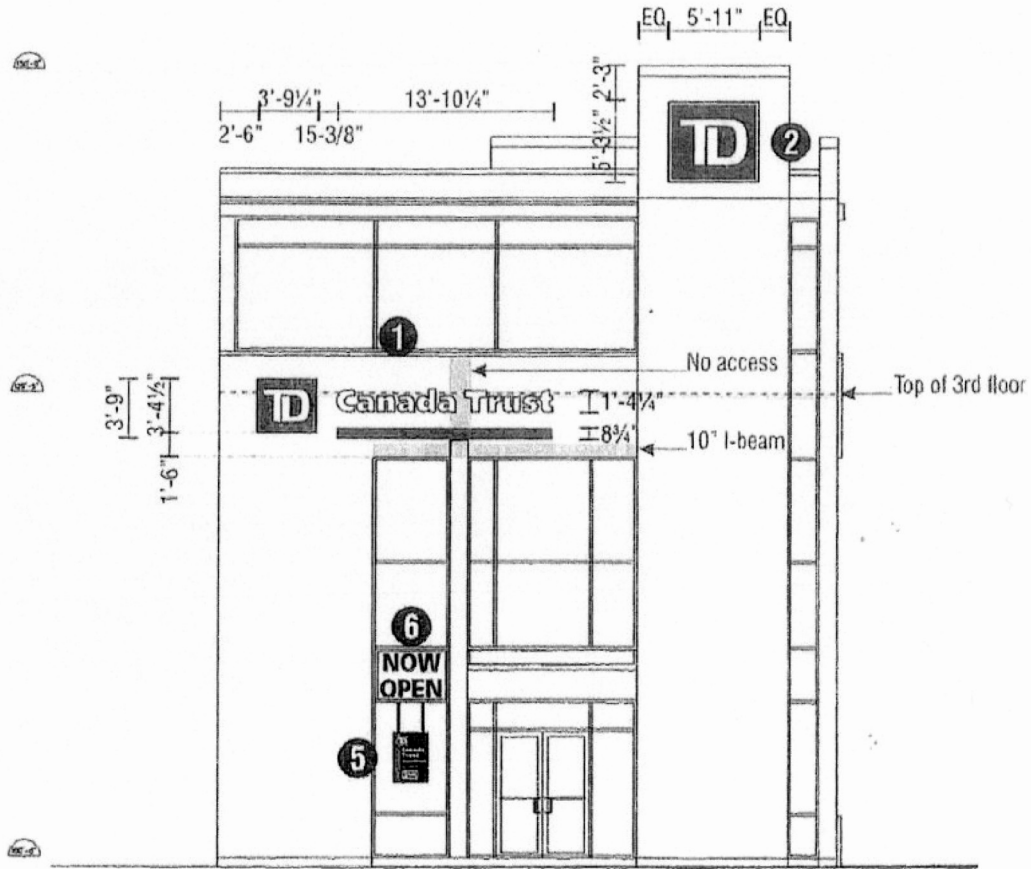 EQ 5'-11" EQ
2'-3"
3'-9¼" 13'-10¼"
2'-6" 15-3/8"
5'-3½"
TD
2
1
No access
Top of 3rd floor
3'-9"
3'-4½"
TD Canada Trust
1'-4¼"
8¾"
10" I-beam
1'-6"
6
NOW
OPEN
5
Canada
Trust